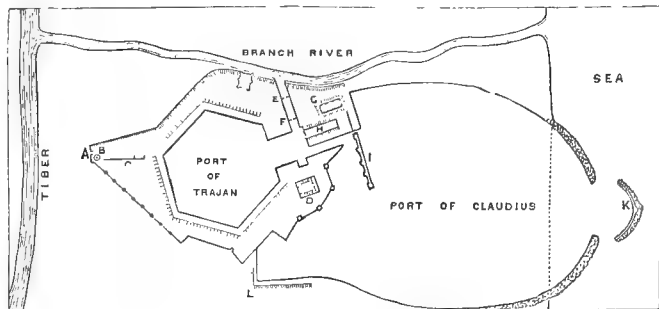 BRANCH RIVER
SEA
TIBER
E
F
G
H
A
B
PORT
OF
TRAJAN
I
D
PORT OF CLAUDIUS
K
L